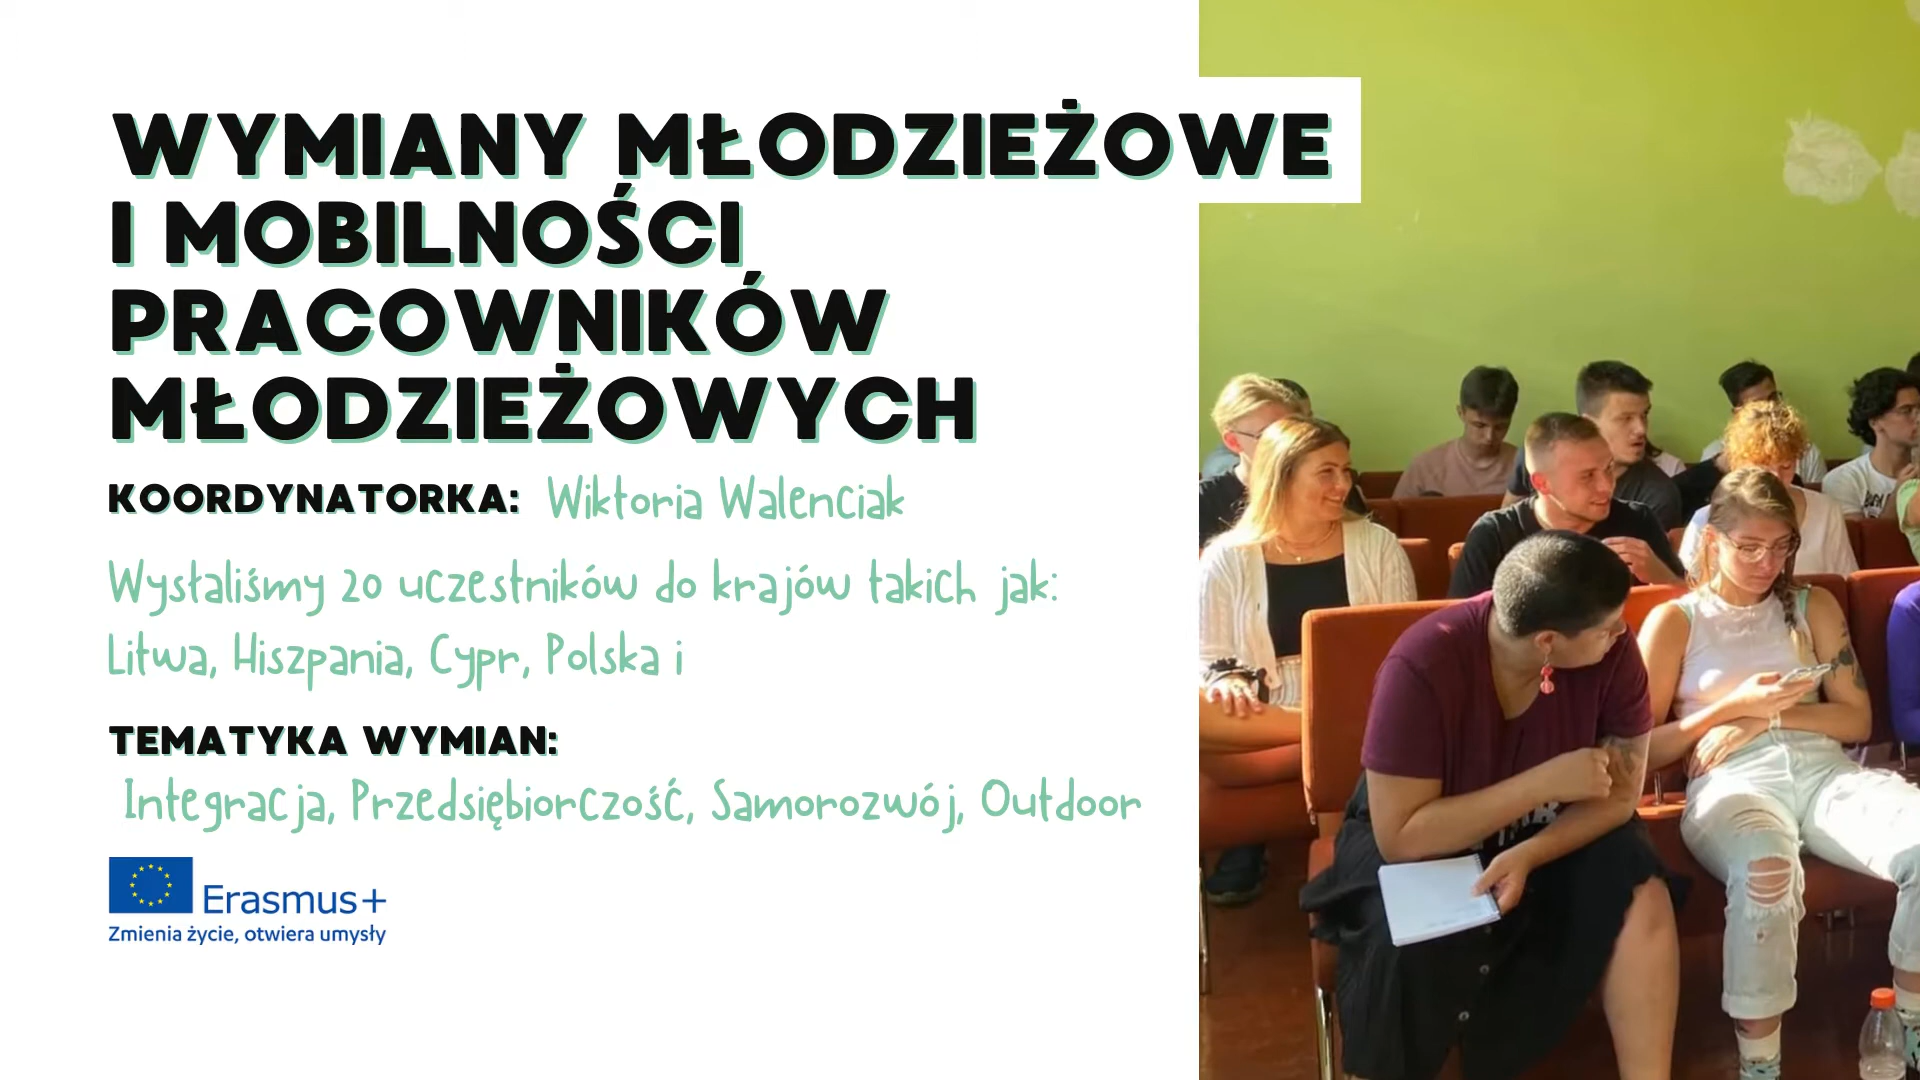 WYMIANY MŁODZIEŻOWE
I MOBILNOŚCI
PRACOWNIKÓW
MŁODZIEŻOWYCH
KOORDYNATORKA: Wiktoria Walenciak
Wysłaliśmy 20 uczestników do krajów takich jak:
Litwa, Hiszpania, Cypr, Polska i
TEMATYKA WYMIAN:
Integracja, Przedsiębiorczość, Samorozwój, Outdoor
Erasmus+
Zmienia życie, otwiera umysły